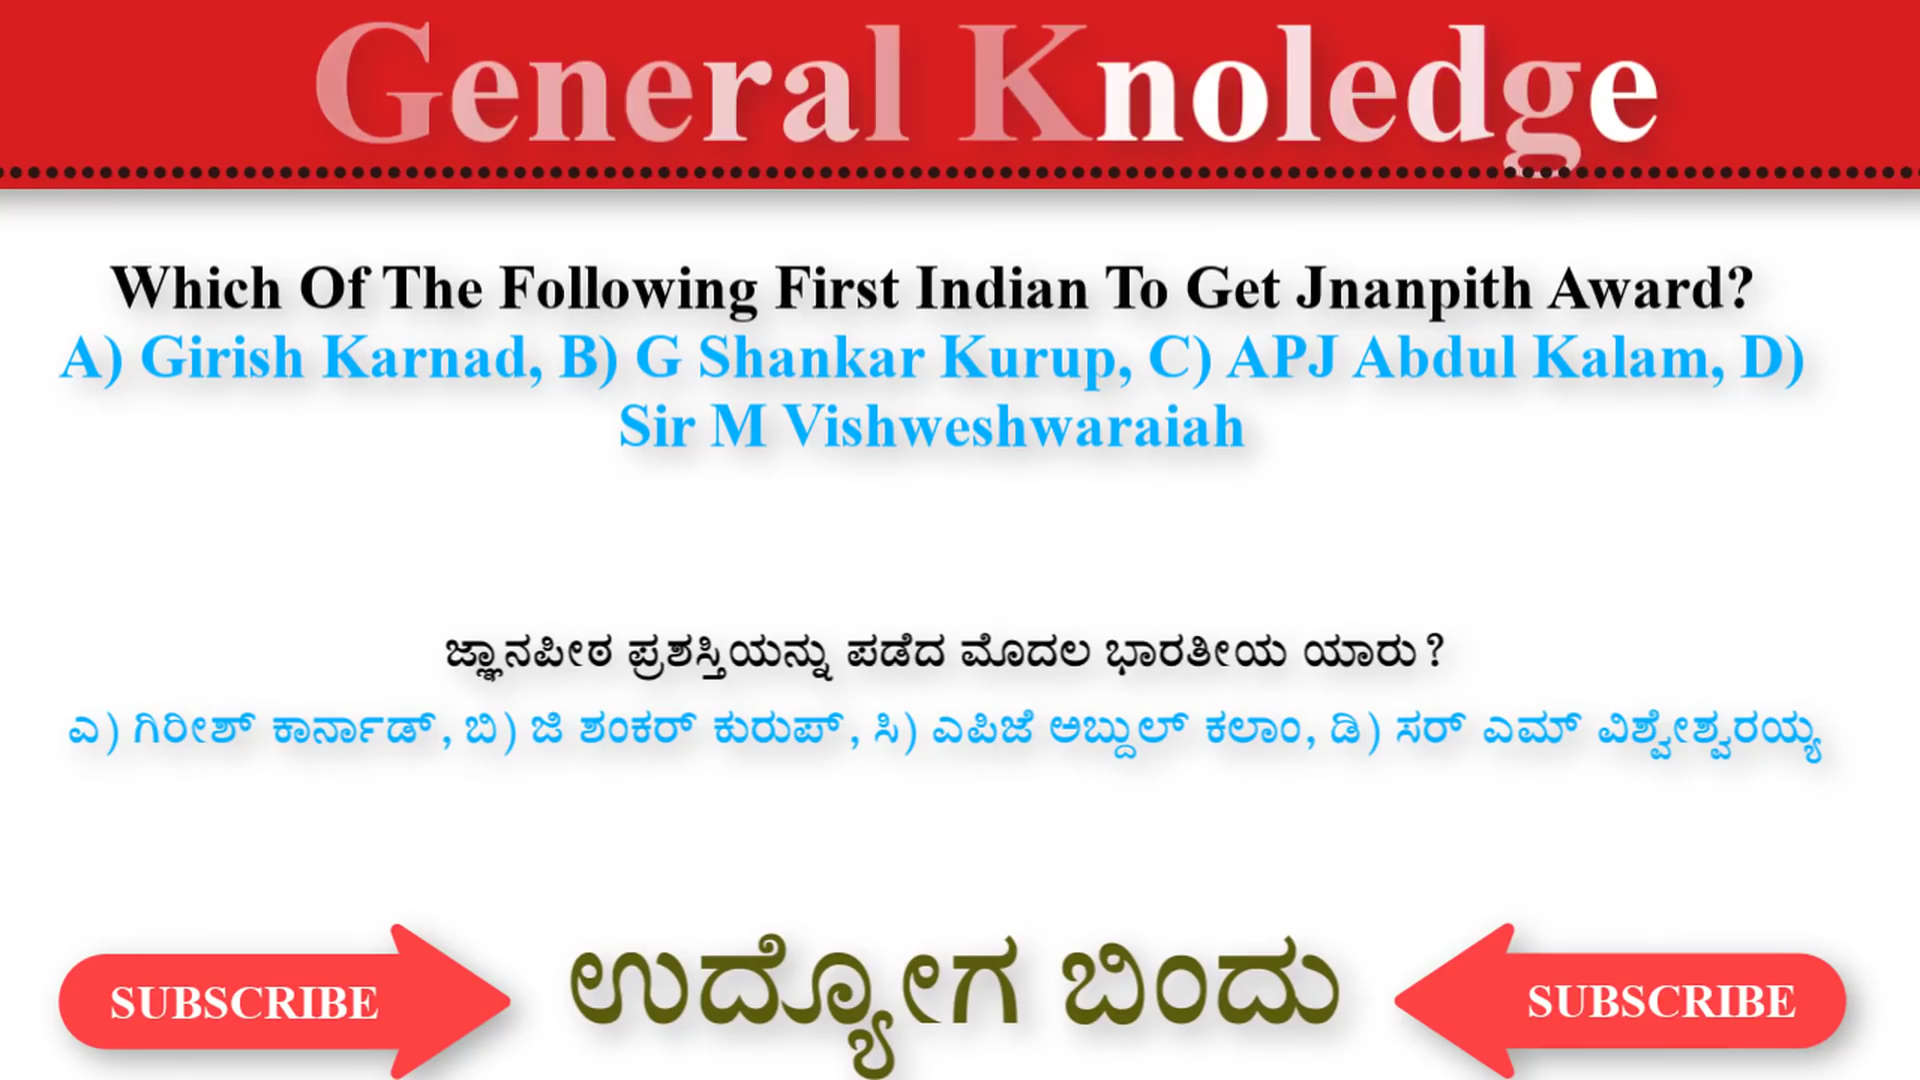 General Knoledge
Which Of The Following First Indian To Get Jnanpith Award?
A) Girish Karnad, B) G Shankar Kurup, C) APJ Abdul Kalam, D)
Sir M Vishweshwaraiah
ಜ್ಞಾನಪೀಠ ಪ್ರಶಸ್ತಿಯನ್ನು ಪಡೆದ ಮೊದಲ ಭಾರತೀಯ ಯಾರು?
ಎ) ಗಿರೀಶ್ ಕಾರ್ನಾಡ್, ಬಿ) ಜಿ ಶಂಕರ್ ಕುರುಪ್, ಸಿ) ಎಪಿಜೆ ಅಬ್ದುಲ್ ಕಲಾಂ, ಡಿ) ಸರ್ ಎಮ್ ವಿಶ್ವೇಶ್ವರಯ್ಯ
SUBSCRIBE ಉದ್ಯೋಗ ಬಿಂದು SUBSCRIBE